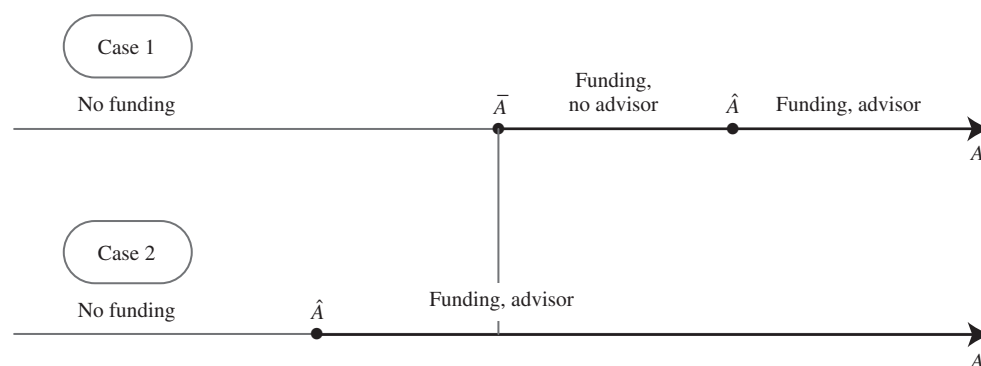 Case 1
No funding
A̅
Funding,
no advisor
Â
Funding, advisor
A
Case 2
No funding
Â
Funding, advisor
A